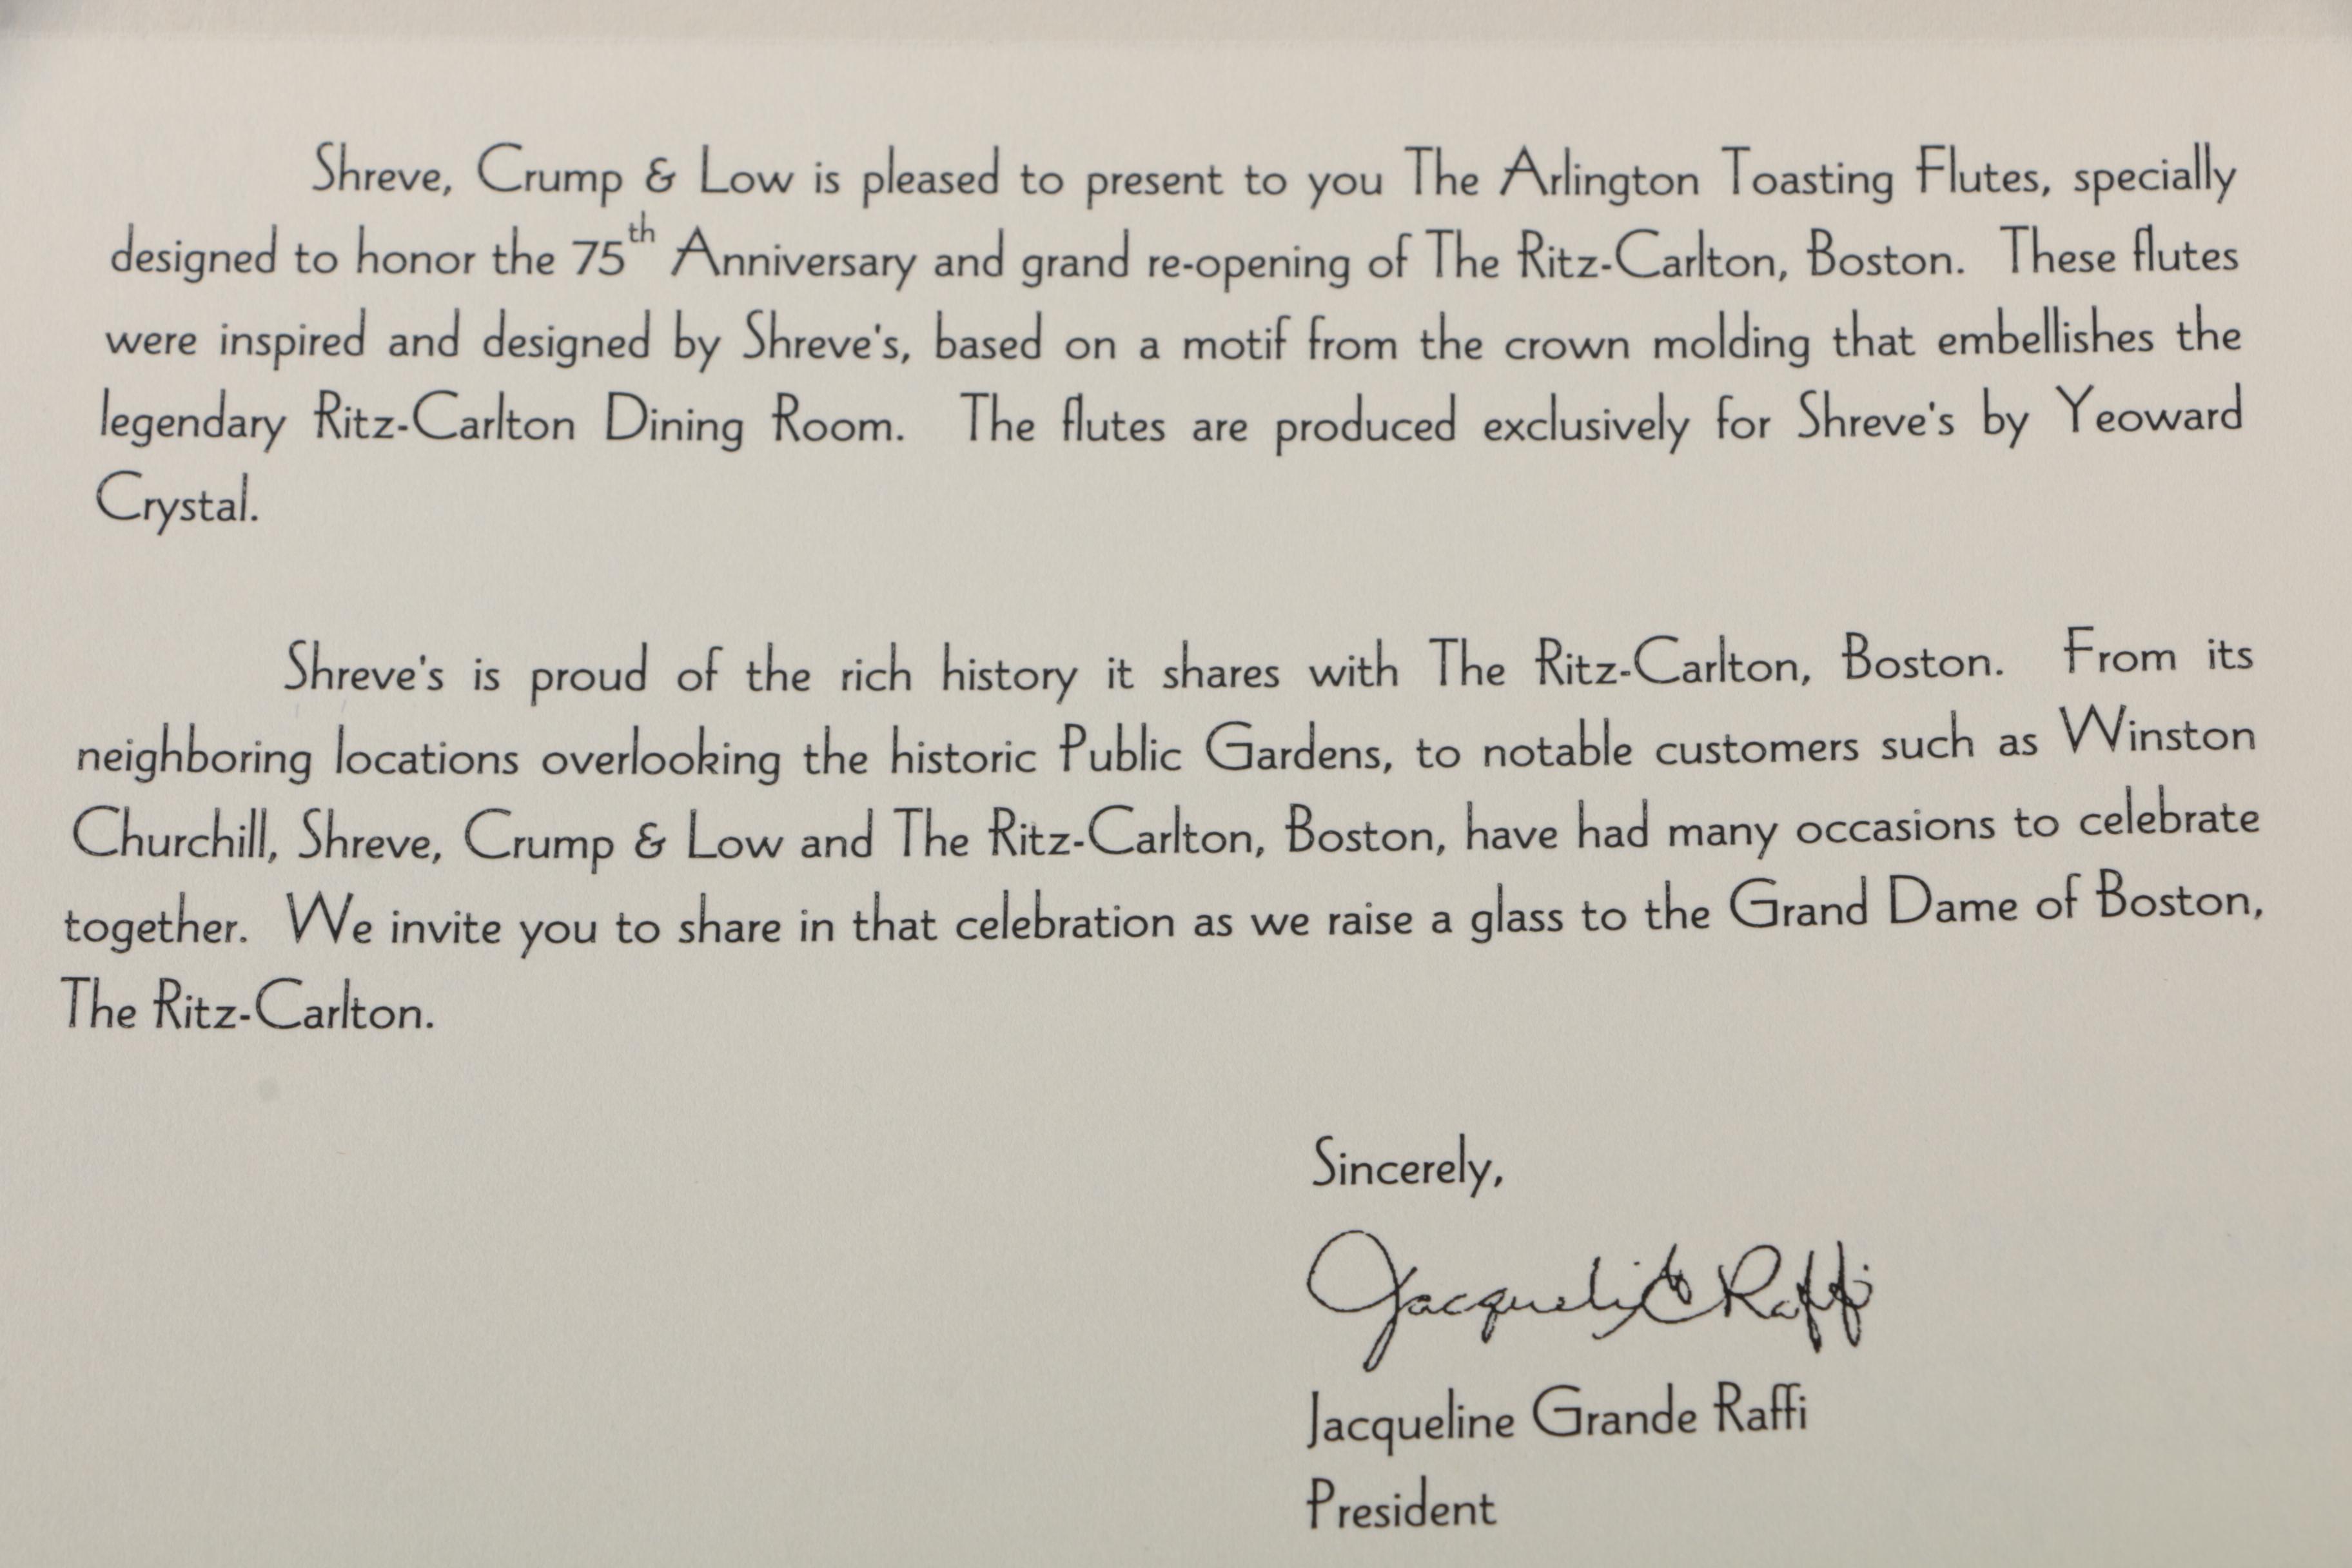 Shreve, Crump & Low is pleased to present to you The Arlington Toasting Flutes, specially
designed to honor the 75th Anniversary and grand re-opening of The Ritz-Carlton, Boston. These flutes
were inspired and designed by Shreve's, based on a motif from the crown molding that embellishes the
legendary Ritz-Carlton Dining Room. The flutes are produced exclusively for Shreve's by Yeoward
Crystal.
Shreve's is proud of the rich history it shares with The Ritz-Carlton, Boston. From its
neighboring locations overlooking the historic Public Gardens, to notable customers such as Winston
Churchill, Shreve, Crump & Low and The Ritz-Carlton, Boston, have had many occasions to celebrate
together. We invite you to share in that celebration as we raise a glass to the Grand Dame of Boston,
The Ritz-Carlton.
Sincerely,
Jacqueline G Raffi
Jacqueline Grande Raffi
President